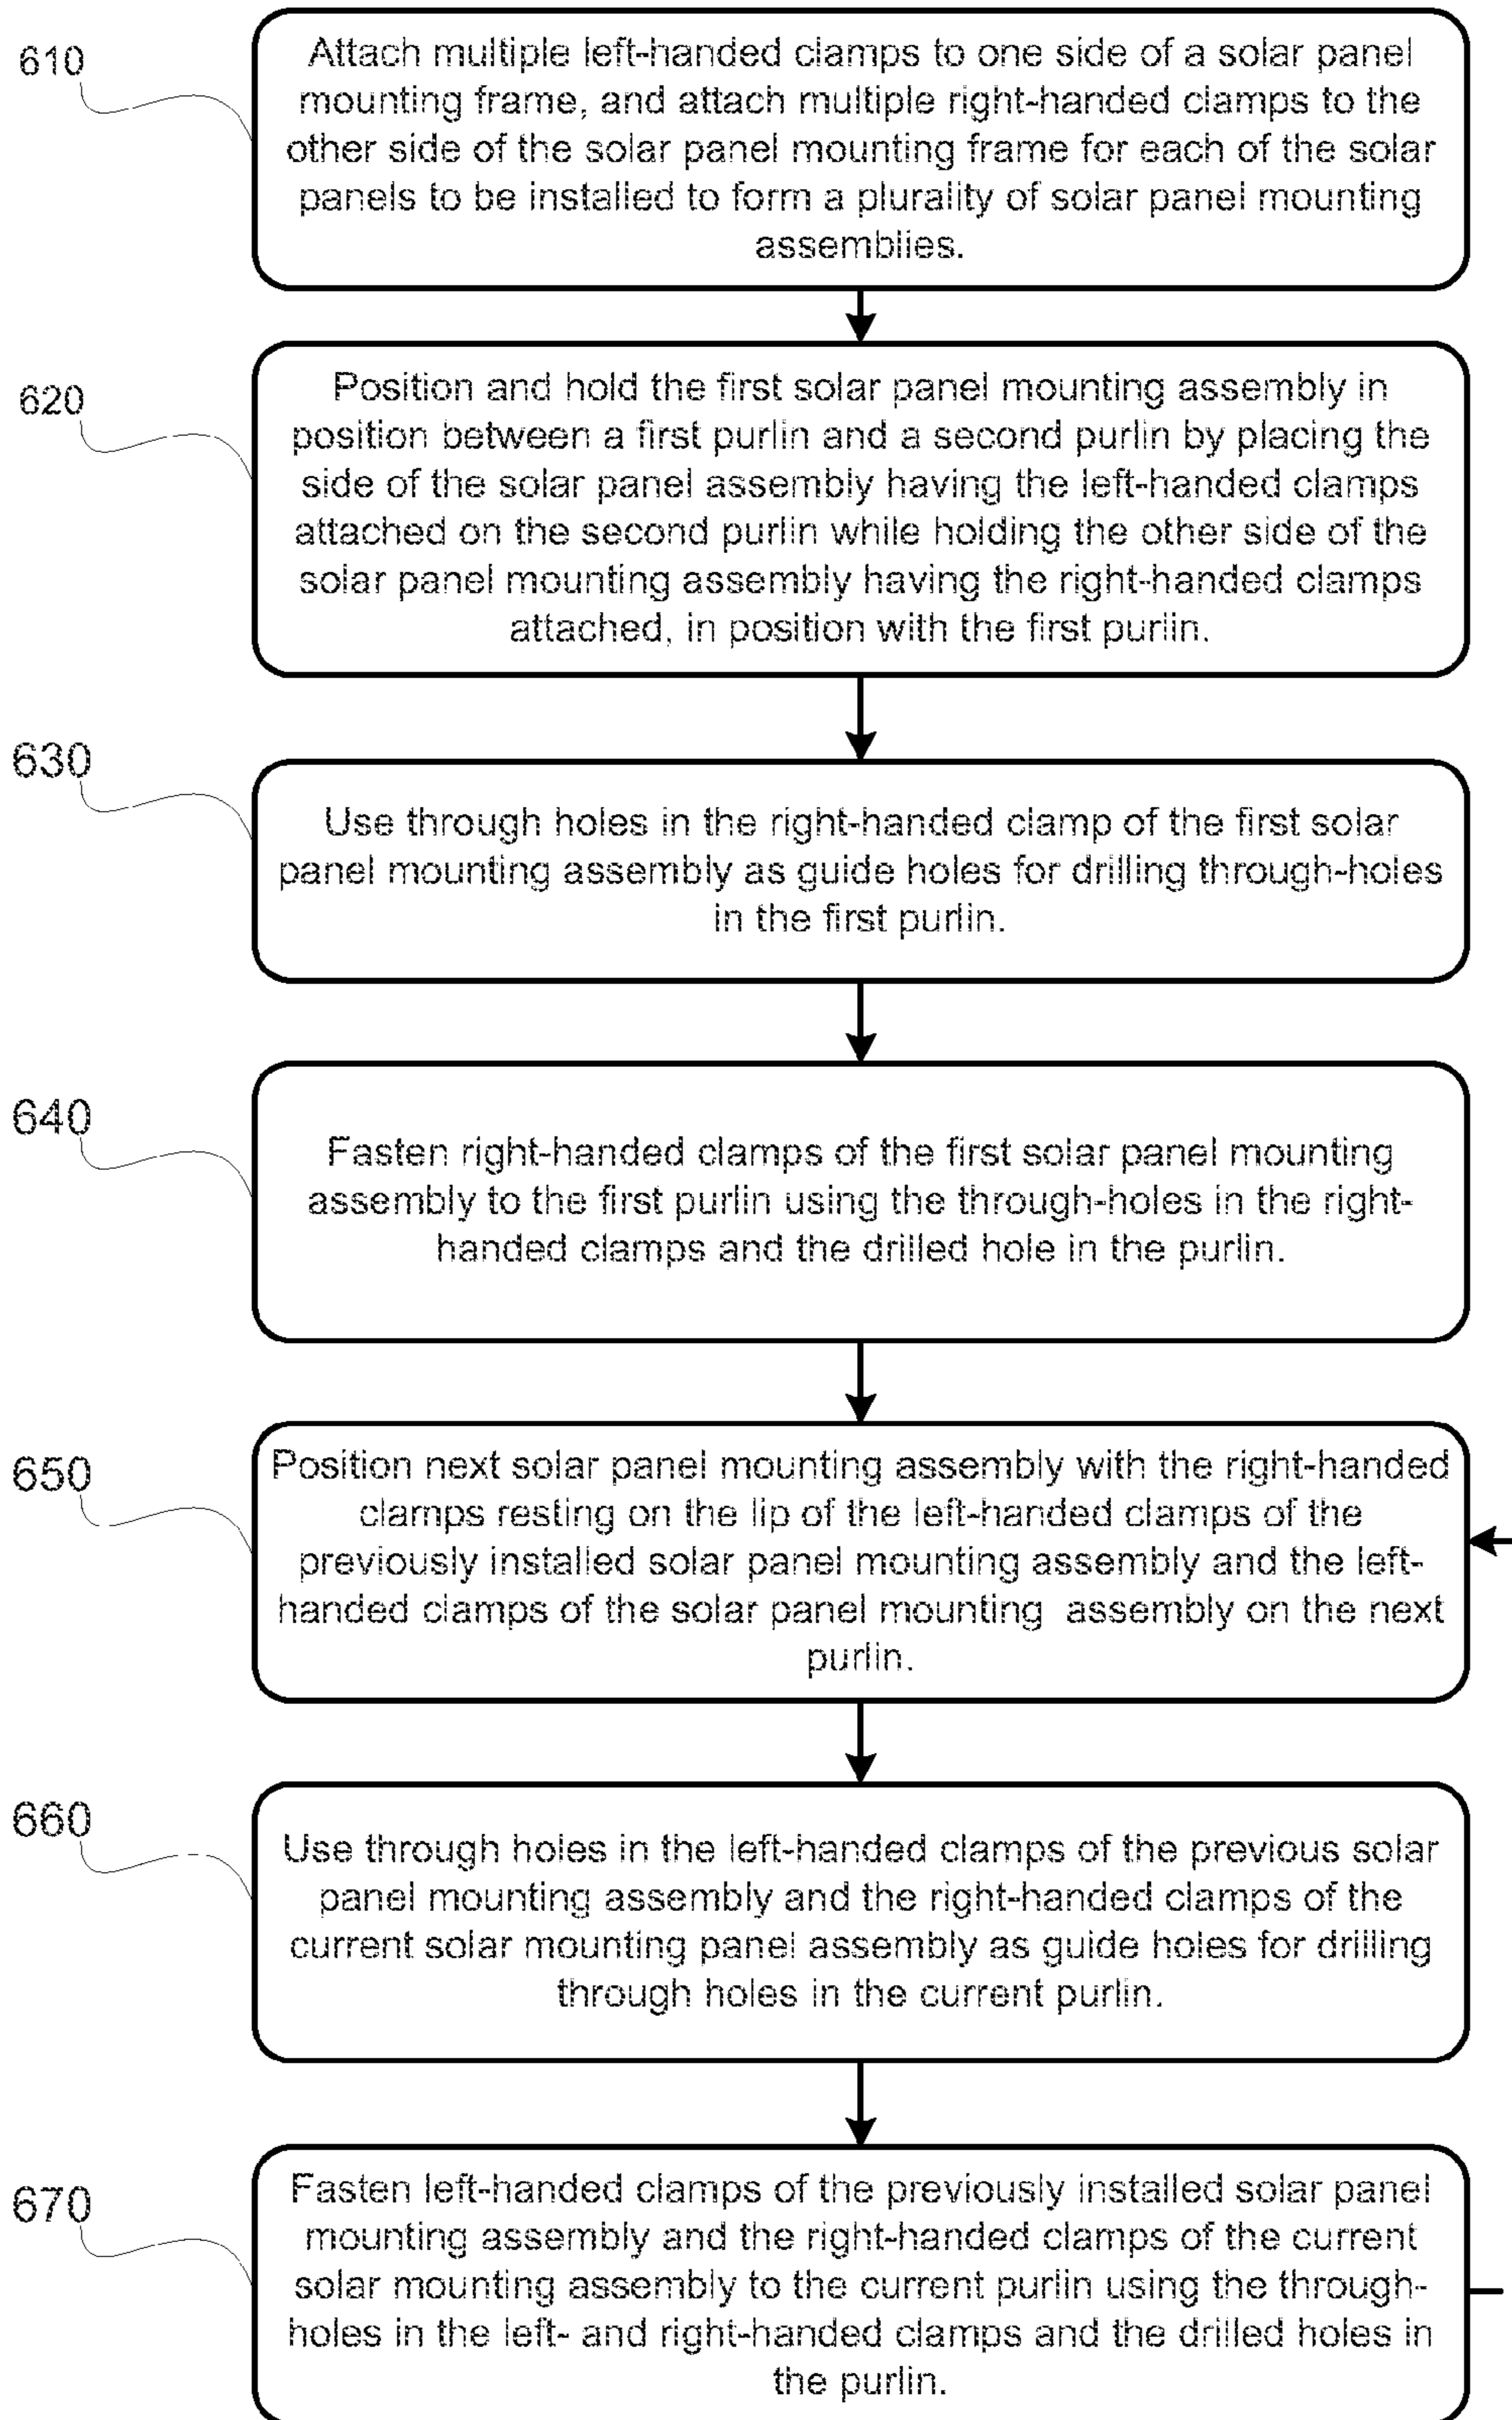 610
Attach multiple left-handed clamps to one side of a solar panel
mounting frame, and attach multiple right-handed clamps to the
other side of the solar panel mounting frame for each of the solar
panels to be installed to form a plurality of solar panel mounting
assemblies.
620
Position and hold the first solar panel mounting assembly in
position between a first purlin and a second purlin by placing the
side of the solar panel assembly having the left-handed clamps
attached on the second purlin while holding the other side of the
solar panel mounting assembly having the right-handed clamps
attached, in position with the first purlin.
630
Use through holes in the right-handed clamp of the first solar
panel mounting assembly as guide holes for drilling through-holes
in the first purlin.
640
Fasten right-handed clamps of the first solar panel mounting
assembly to the first purlin using the through-holes in the right-
handed clamps and the drilled hole in the purlin.
650
Position next solar panel mounting assembly with the right-handed
clamps resting on the lip of the left-handed clamps of the
previously installed solar panel mounting assembly and the left-
handed clamps of the solar panel mounting assembly on the next
purlin.
660
Use through holes in the left-handed clamps of the previous solar
panel mounting assembly and the right-handed clamps of the
current solar mounting panel assembly as guide holes for drilling
through holes in the current purlin.
670
Fasten left-handed clamps of the previously installed solar panel
mounting assembly and the right-handed clamps of the current
solar mounting assembly to the current purlin using the through-
holes in the left- and right-handed clamps and the drilled holes in
the purlin.